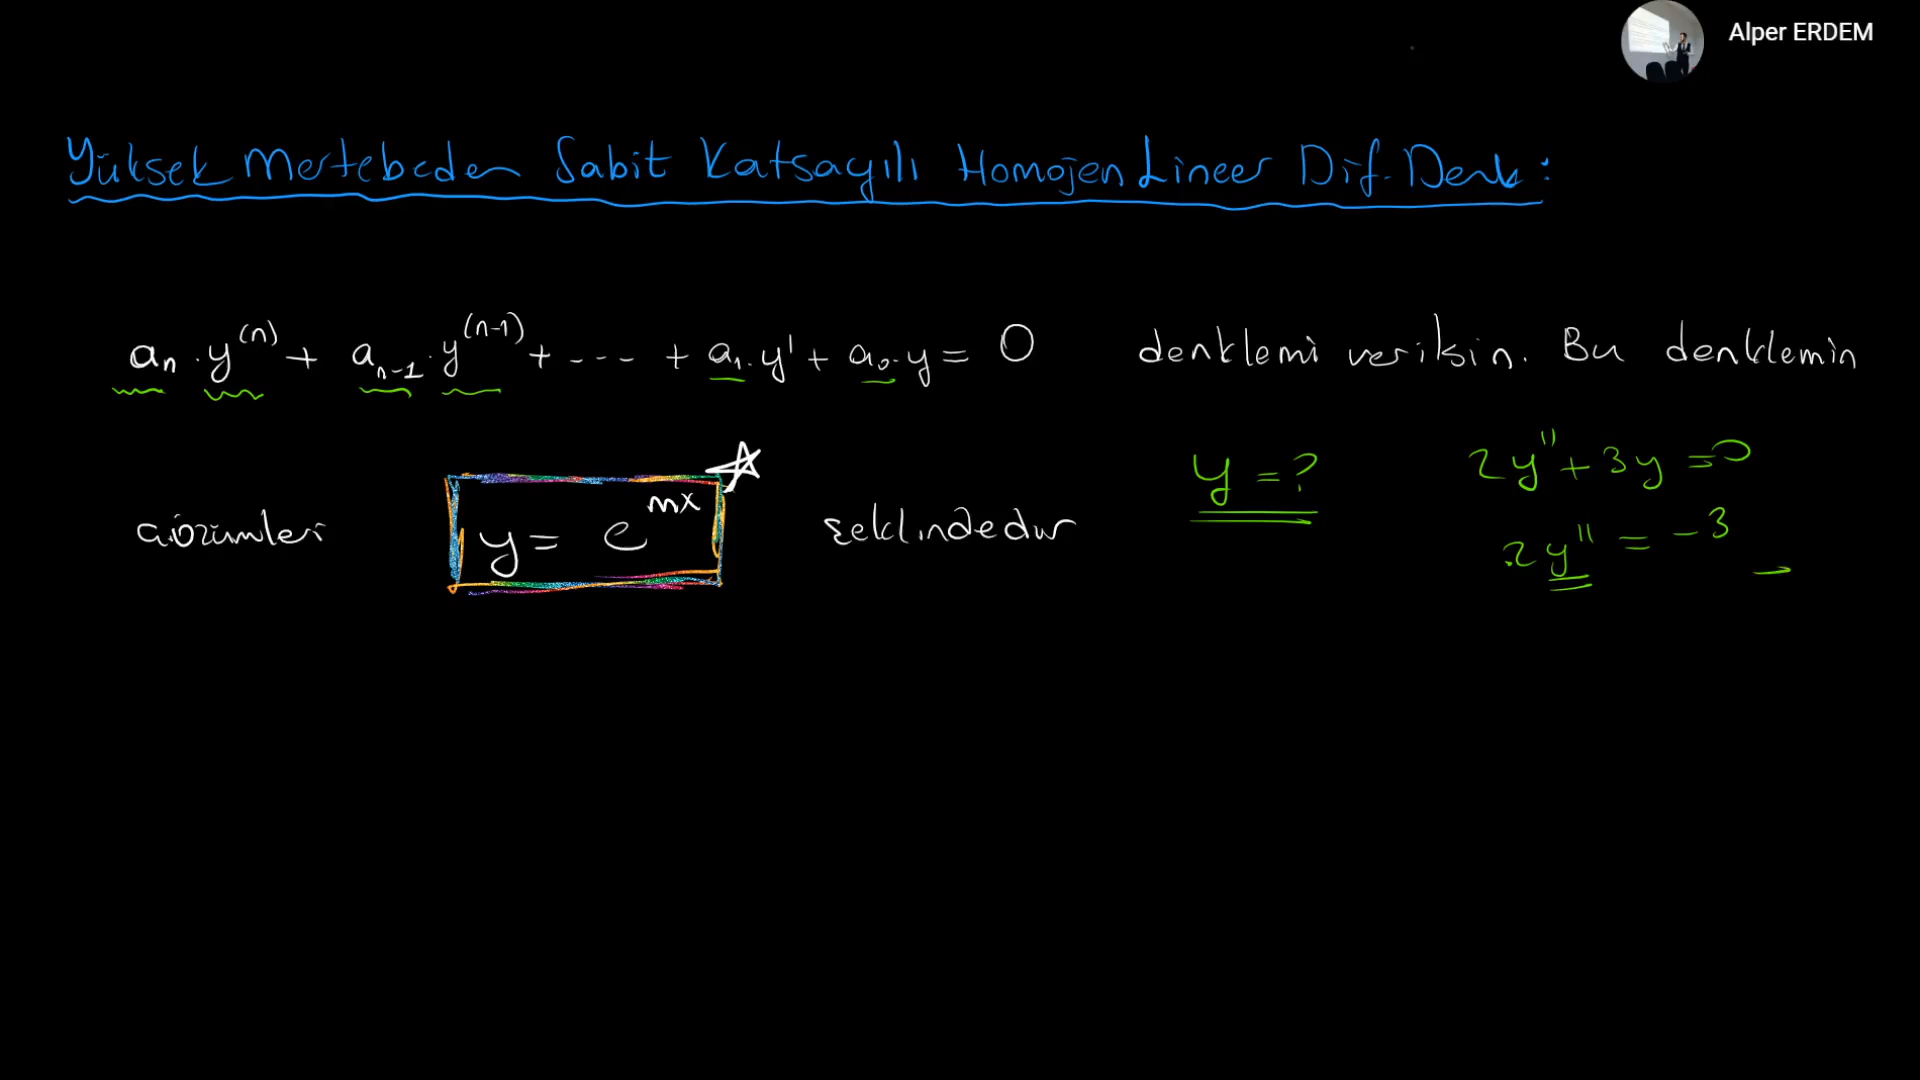 Alper ERDEM
Yüksek Mertebeden Sabit Katsayılı Homojen Lineer Dif. Denk :
aₙ · y⁽ⁿ⁾ + aₙ₋₁ · y⁽ⁿ⁻¹⁾ + - - - + a₁ · y' + a₀ · y = 0 denklemi verilsin. Bu denklemin
çözümleri y = e^{mx} şeklindedir
y = ?
2y'' + 3y = 0
2y'' = -3